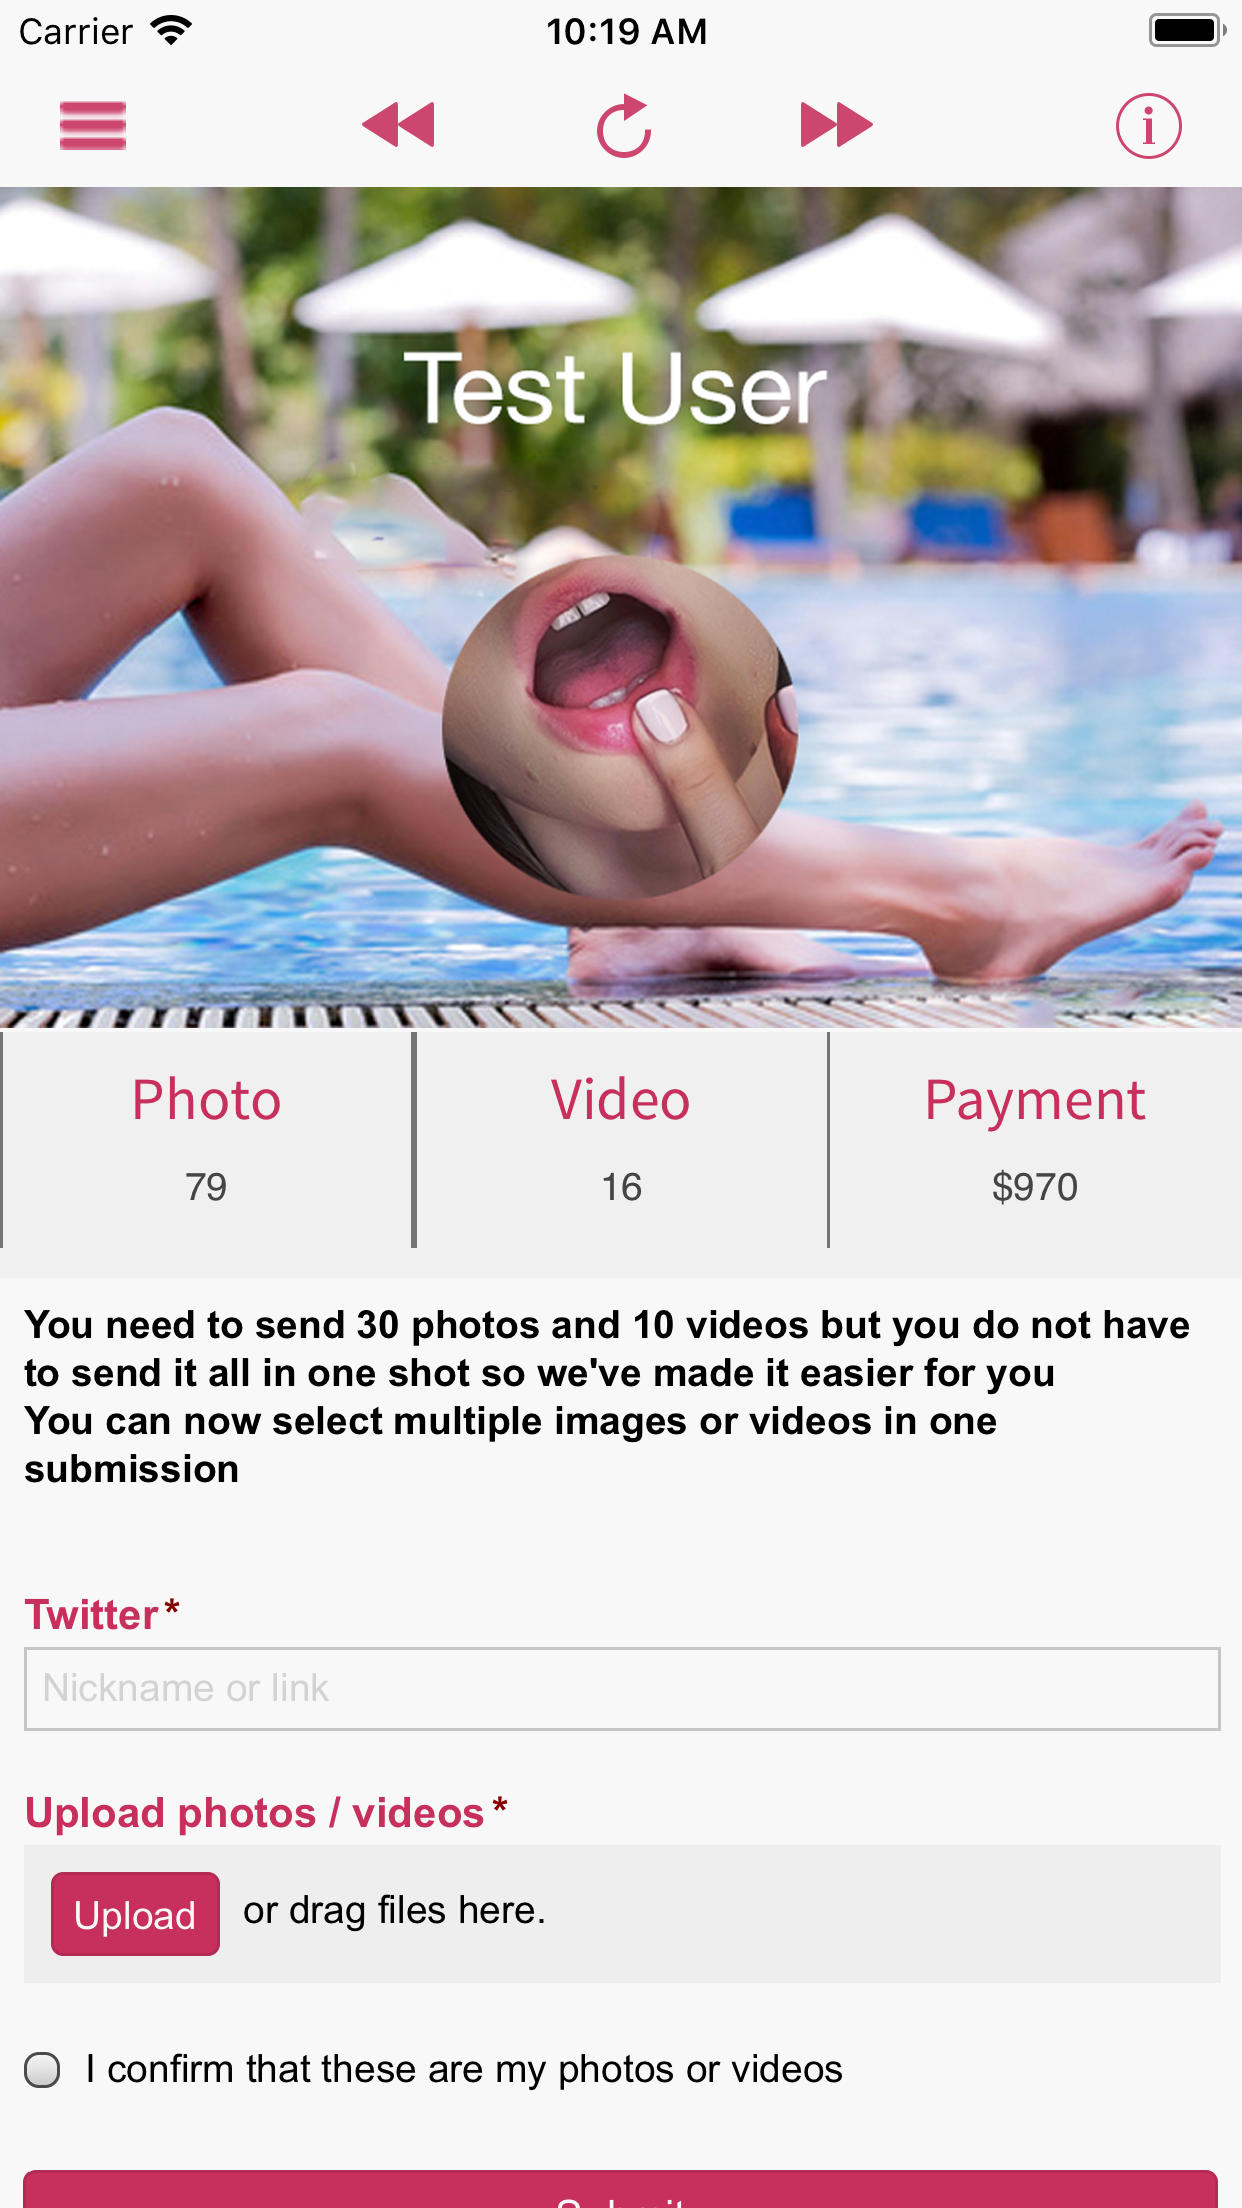 Carrier 10:19 AM
i
Test User
Photo Video Payment
79 16 $970
You need to send 30 photos and 10 videos but you do not have
to send it all in one shot so we've made it easier for you
You can now select multiple images or videos in one
submission
Twitter*
Nickname or link
Upload photos / videos*
Upload or drag files here.
I confirm that these are my photos or videos
Submit